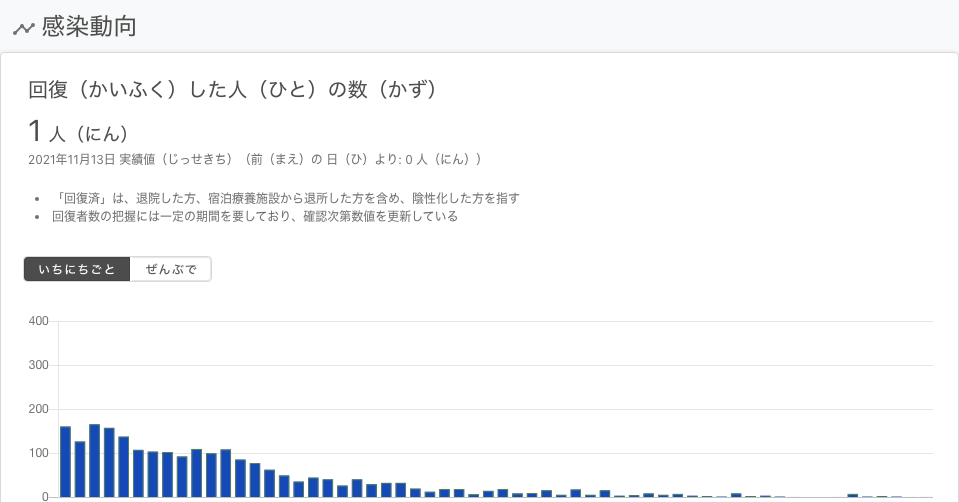 感染動向
回復（かいふく）した人（ひと）の数（かず）
1 人（にん）
2021年11月13日 実績値（じっせきち）（前（まえ）の 日（ひ）より: 0 人（にん））
• 「回復済」は、退院した方、宿泊療養施設から退所した方を含め、陰性化した方を指す
• 回復者数の把握には一定の期間を要しており、確認次第数値を更新している
いちにちごと ぜんぶで
400
300
200
100
0